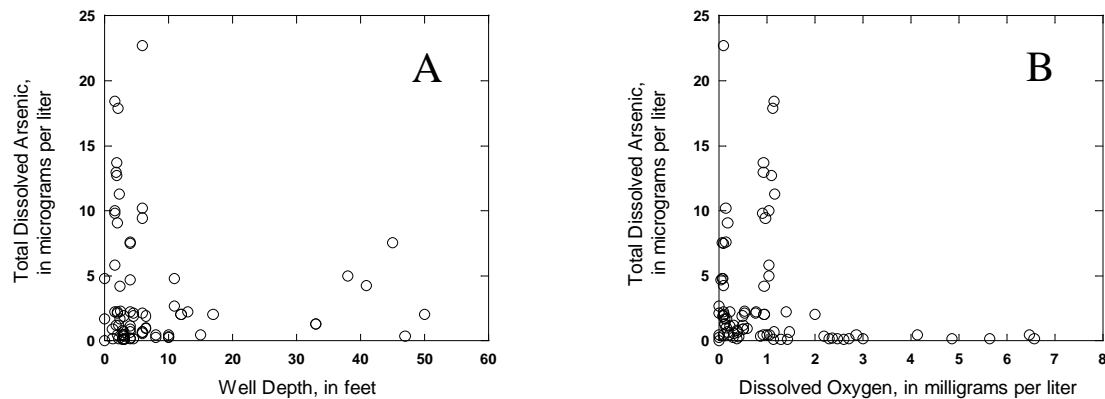 A
Total Dissolved Arsenic,
in micrograms per liter
25
20
15
10
5
0
0 10 20 30 40 50 60
Well Depth, in feet
B
Total Dissolved Arsenic,
in micrograms per liter
25
20
15
10
5
0
0 1 2 3 4 5 6 7 8
Dissolved Oxygen, in milligrams per liter